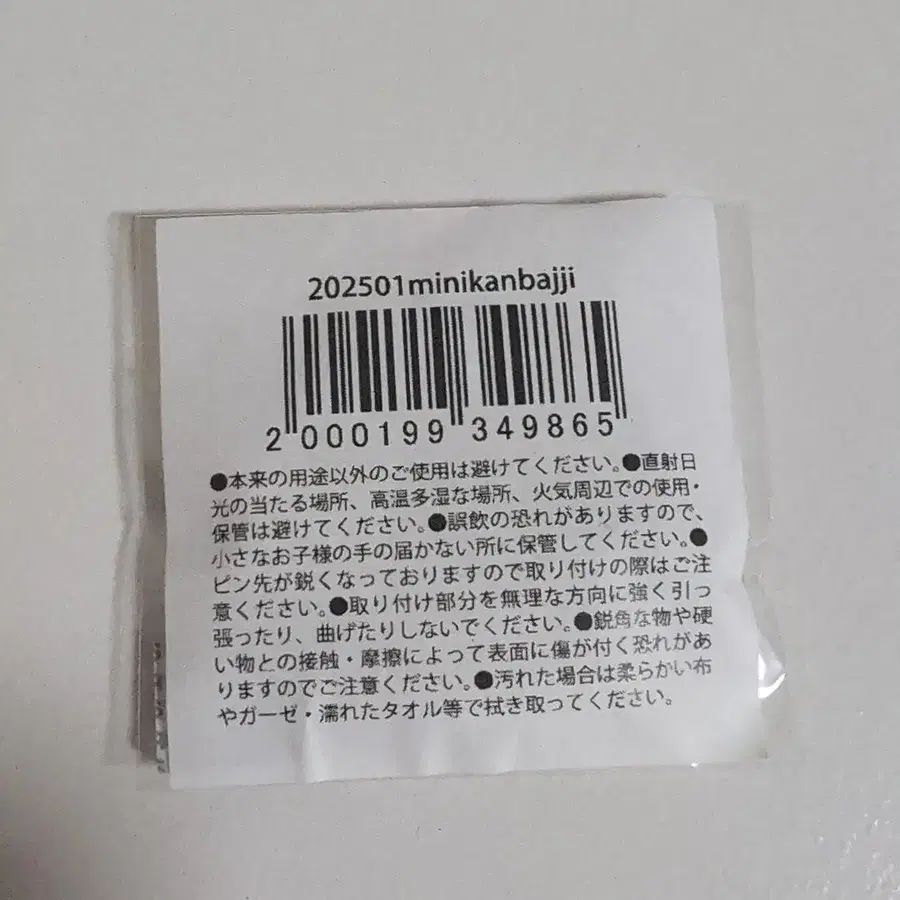 202501minikanbajji
2 000199 349865
●本来の用途以外のご使用は避けてください。●直射日
光の当たる場所、高温多湿な場所、火気周辺での使用・
保管は避けてください。●誤飲の恐れがありますので、
小さなお子様の手の届かない所に保管してください。●
ピン先が鋭くなっておりますので取り付けの際はご注
意ください。●取り付け部分を無理な方向に強く引っ
張ったり、曲げたりしないでください。●鋭角な物や硬
い物との接触・摩擦によって表面に傷が付く恐れがあ
りますのでご注意ください。●汚れた場合は柔らかい布
やガーゼ・濡れたタオル等で拭き取ってください。